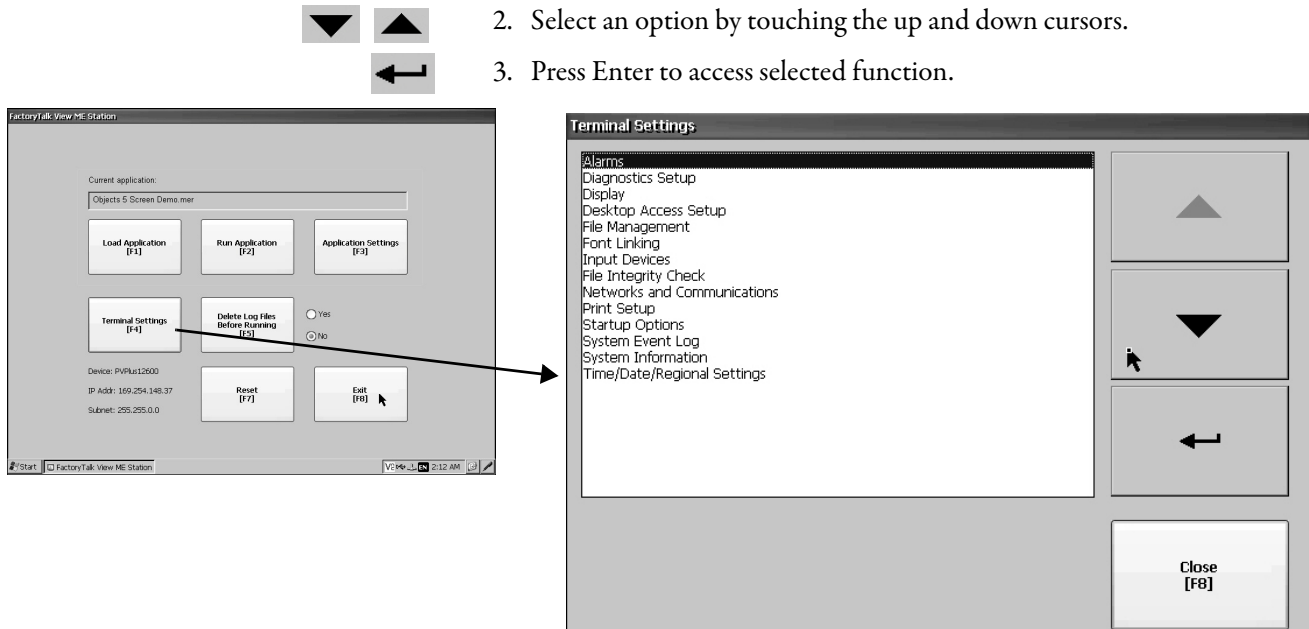 2. Select an option by touching the up and down cursors.
3. Press Enter to access selected function.
FactoryTalk View ME Station
Current application:
Objects 5 Screen Demo.mer
Load Application
[F1]
Run Application
[F2]
Application Settings
[F3]
Terminal Settings
[F4]
Delete Log Files
Before Running
[F5]
Yes
No
Device: PVPlus12600
IP Addr: 169.254.148.37
Subnet: 255.255.0.0
Reset
[F7]
Exit
[F8]
Start
FactoryTalk View ME Station
EN
2:12 AM
Terminal Settings
Alarms
Diagnostics Setup
Display
Desktop Access Setup
File Management
Font Linking
Input Devices
File Integrity Check
Networks and Communications
Print Setup
Startup Options
System Event Log
System Information
Time/Date/Regional Settings
Close
[F8]